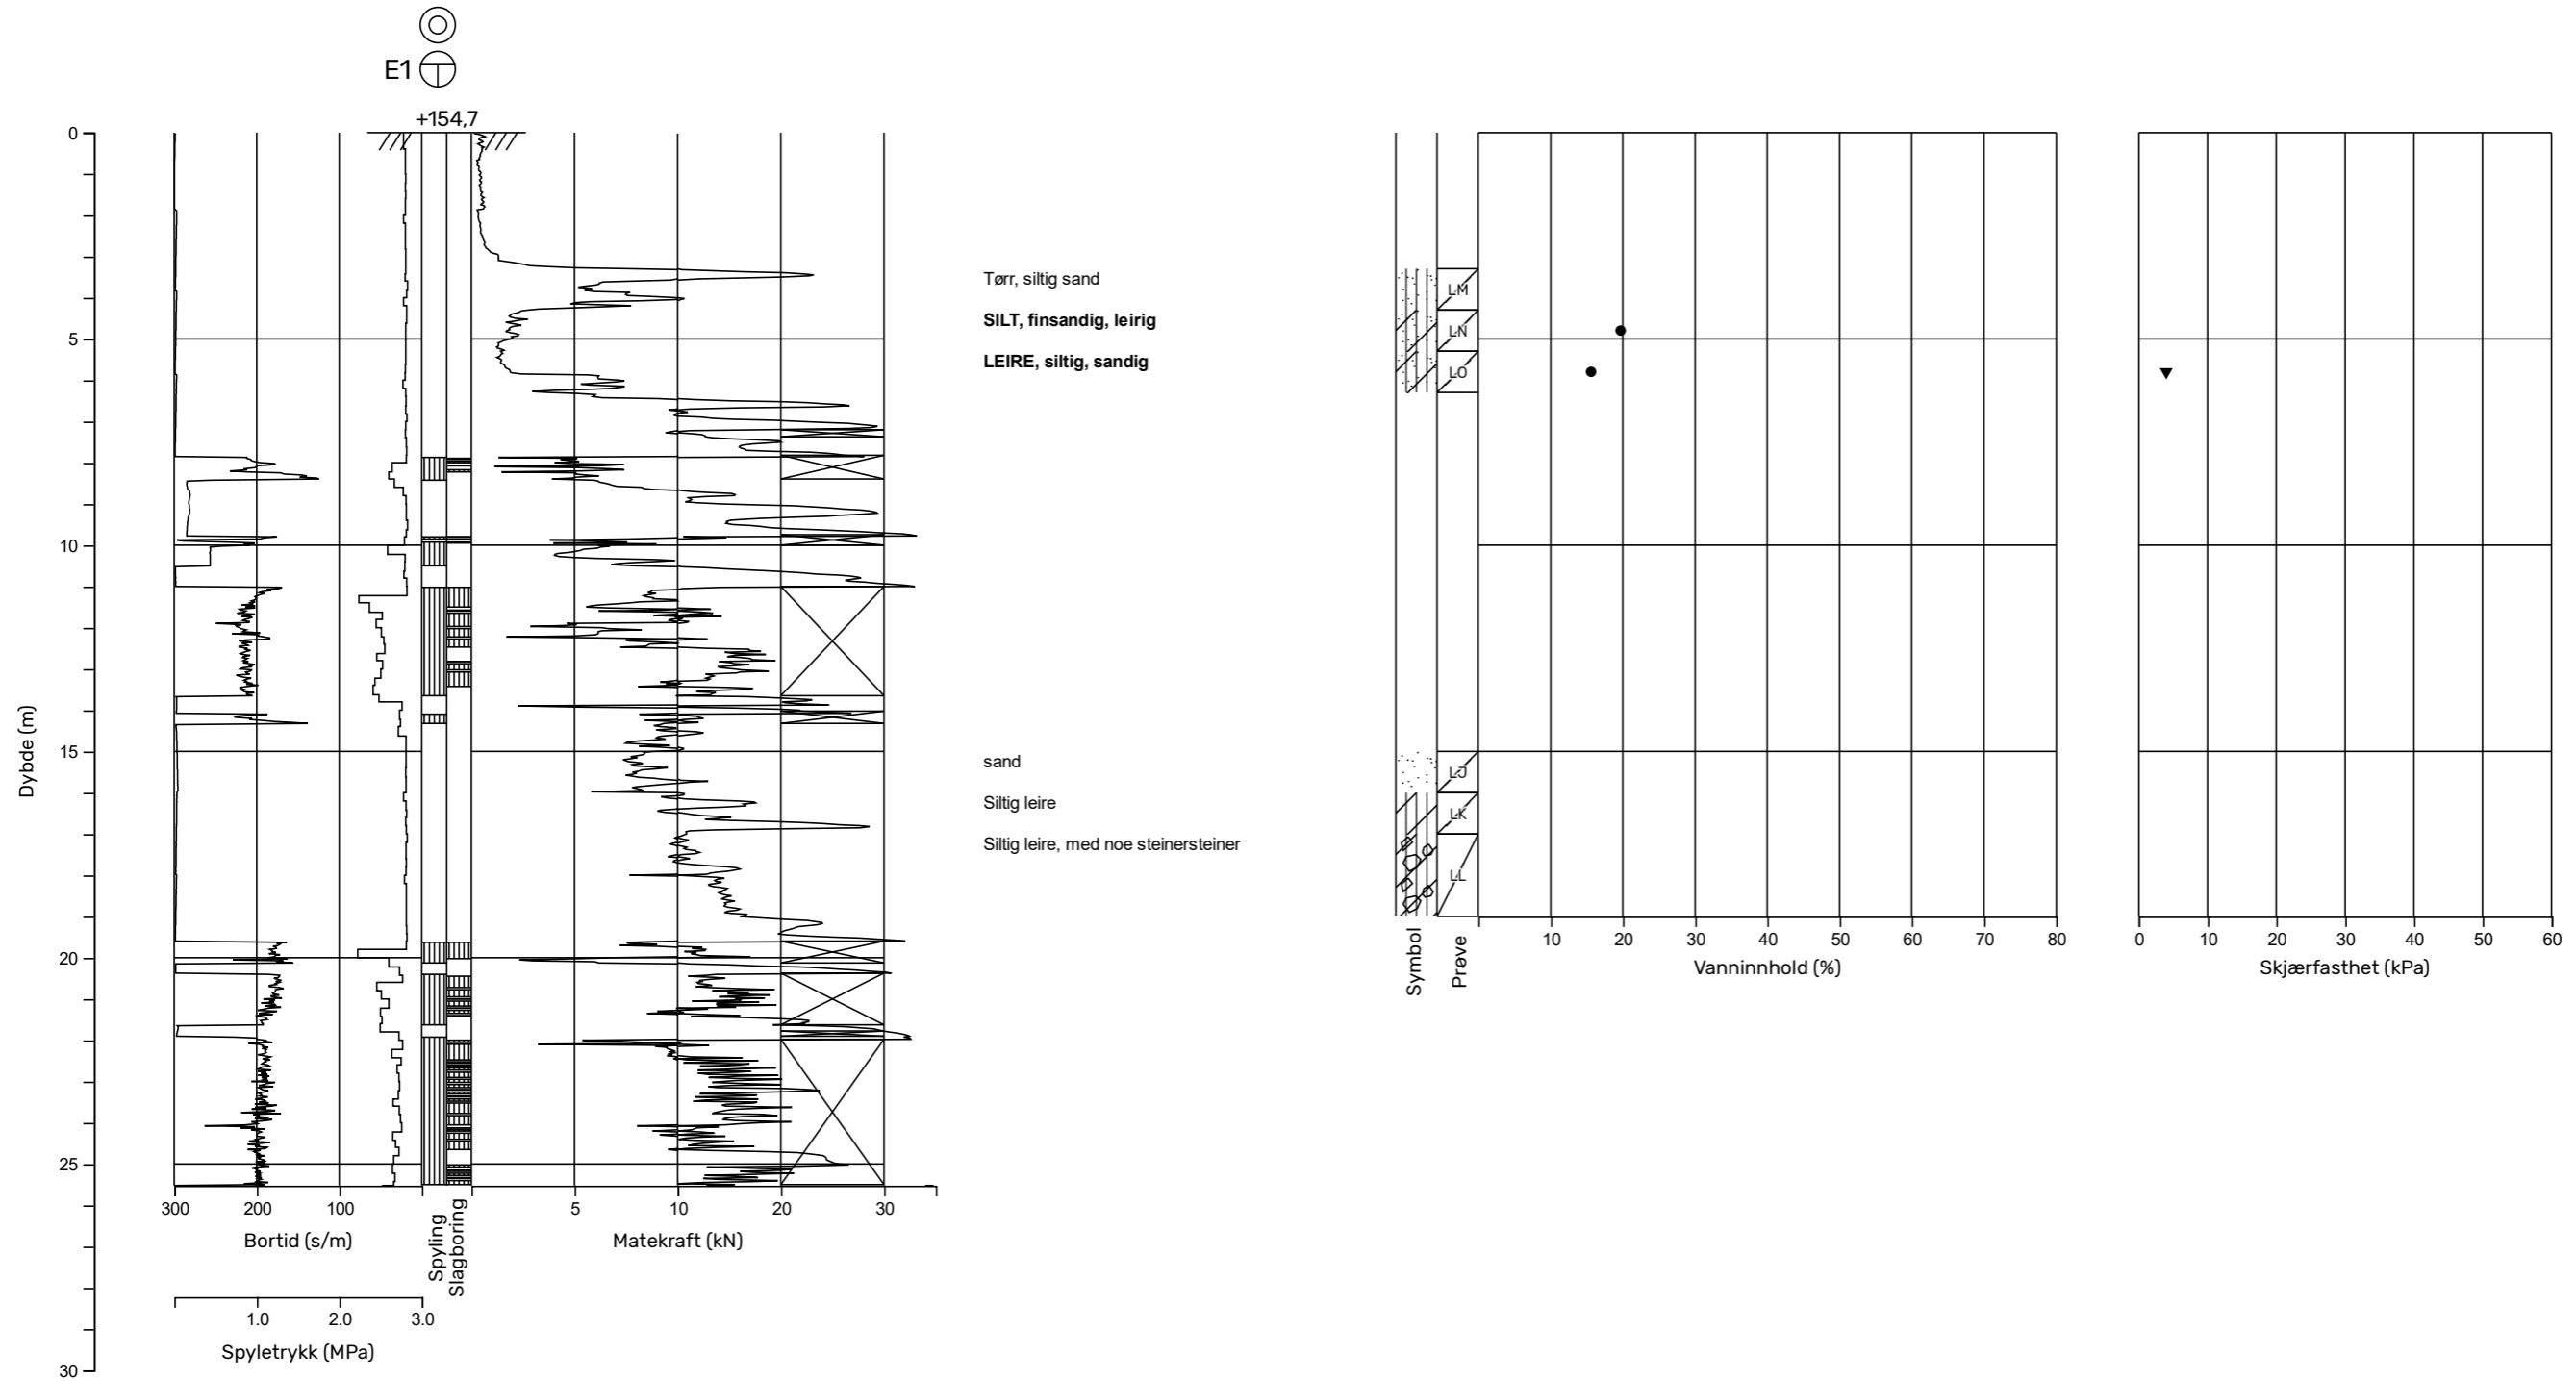 E1
+154,7
0
5
10
15
20
25
30
Dybde (m)
300 200 100
Bortid (s/m)
1.0 2.0 3.0
Spyletrykk (MPa)
Spyling
Slagboring
5 10 20 30
Matekraft (kN)
Tørr, siltig sand
SILT, finsandig, leirig
LEIRE, siltig, sandig
sand
Siltig leire
Siltig leire, med noe steinersteiner
LM
LN
LO
LJ
LK
LL
Symbol
Prøve
10 20 30 40 50 60 70 80
Vanninnhold (%)
0 10 20 30 40 50 60
Skjærfasthet (kPa)